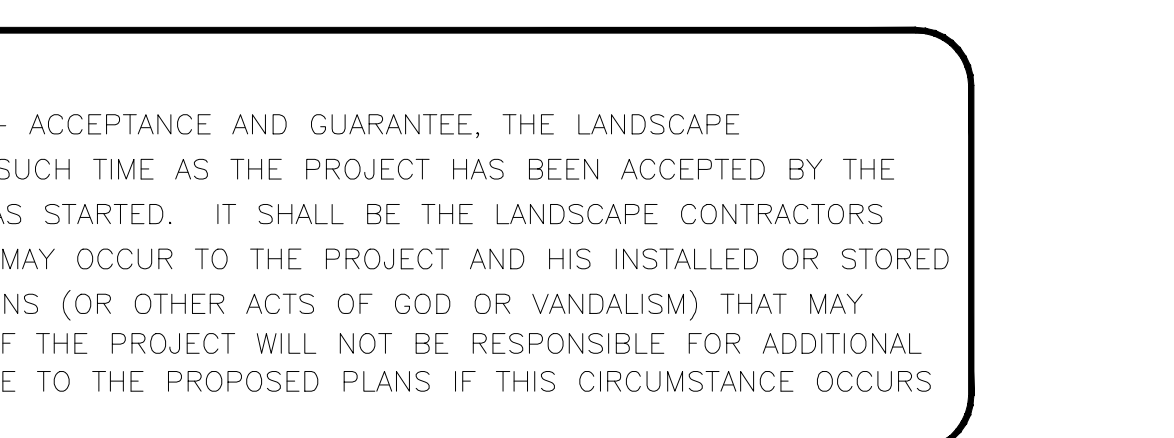 - ACCEPTANCE AND GUARANTEE, THE LANDSCAPE
SUCH TIME AS THE PROJECT HAS BEEN ACCEPTED BY THE
AS STARTED. IT SHALL BE THE LANDSCAPE CONTRACTORS
MAY OCCUR TO THE PROJECT AND HIS INSTALLED OR STORED
NS (OR OTHER ACTS OF GOD OR VANDALISM) THAT MAY
F THE PROJECT WILL NOT BE RESPONSIBLE FOR ADDITIONAL
E TO THE PROPOSED PLANS IF THIS CIRCUMSTANCE OCCURS